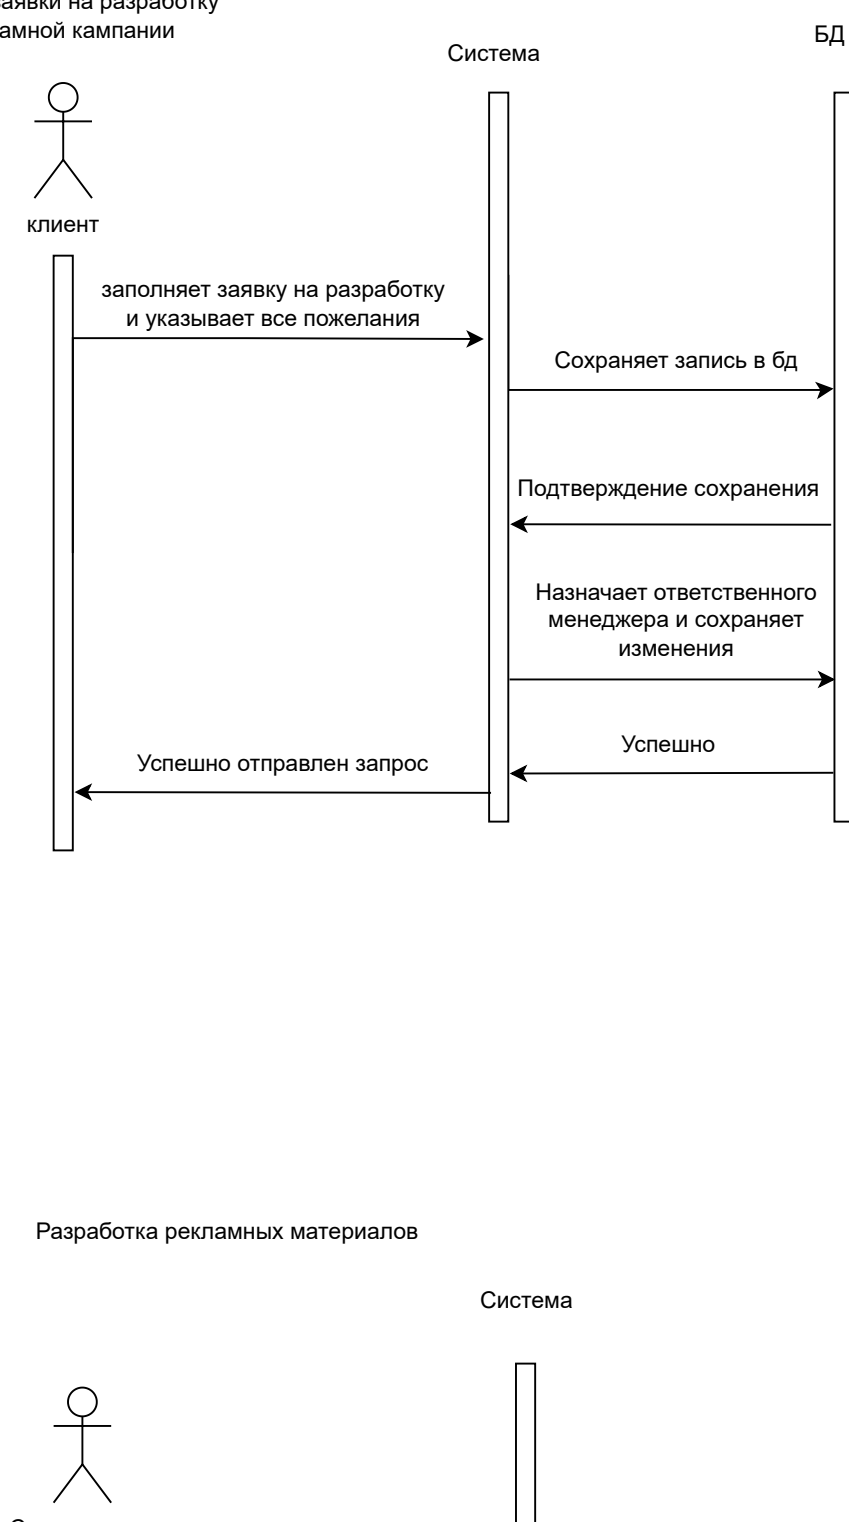 заявки на разработку
амной кампании
Система
БД
клиент
заполняет заявку на разработку
и указывает все пожелания
Сохраняет запись в бд
Подтверждение сохранения
Назначает ответственного
менеджера и сохраняет
изменения
Успешно
Успешно отправлен запрос
Разработка рекламных материалов
Система